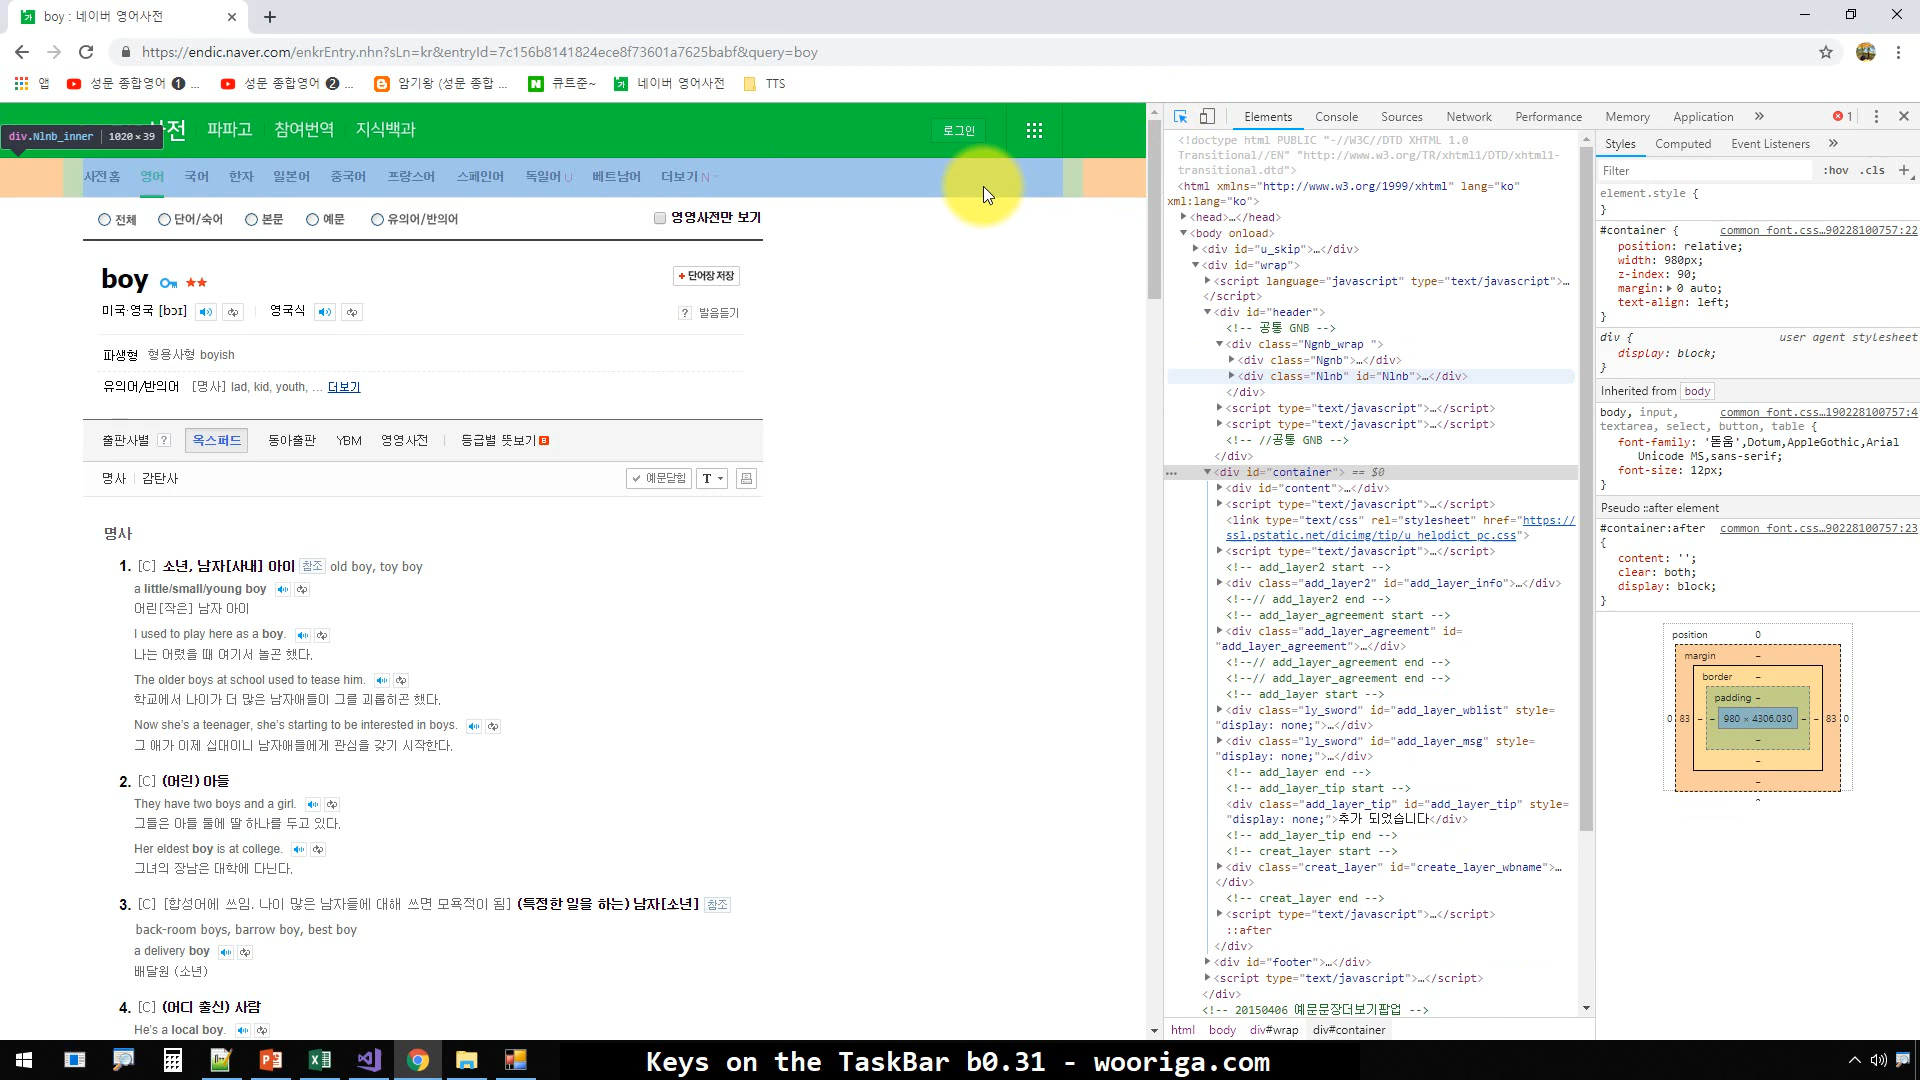 boy : 네이버 영어사전
https://endic.naver.com/enkrEntry.nhn?sLn=kr&entryId=7c156b8141824ece8f73601a7625babf&query=boy
앱 성문 종합영어 ❶ ... 성문 종합영어 ❷ ... 암기왕 (성문 종합 ... 큐트준~ 네이버 영어사전 TTS
사전 파파고 참여번역 지식백과 로그인
div.Nlnb_inner 1020×39
사전홈 영어 국어 한자 일본어 중국어 프랑스어 스페인어 독일어 U 베트남어 더보기 N
전체 단어/숙어 본문 예문 유의어/반의어 영영사전만 보기
boy ★★ +단어장 저장
미국·영국 [bɔɪ] 영국식 ? 발음듣기
파생형 형용사형 boyish
유의어/반의어 [명사] lad, kid, youth, ... 더보기
출판사별 ? 옥스퍼드 동아출판 YBM 영영사전 등급별 뜻보기
명사 감탄사 예문닫힘 T
명사
1. [C] 소년, 남자[사내] 아이 참조 old boy, toy boy
a little/small/young boy
어린[작은] 남자 아이
I used to play here as a boy.
나는 어렸을 때 여기서 놀곤 했다.
The older boys at school used to tease him.
학교에서 나이가 더 많은 남자애들이 그를 괴롭히곤 했다.
Now she's a teenager, she's starting to be interested in boys.
그 애가 이제 십대이니 남자애들에게 관심을 갖기 시작한다.
2. [C] (어린) 아들
They have two boys and a girl.
그들은 아들 둘에 딸 하나를 두고 있다.
Her eldest boy is at college.
그녀의 장남은 대학에 다닌다.
3. [C] [합성어에 쓰임. 나이 많은 남자들에 대해 쓰면 모욕적이 됨] (특정한 일을 하는) 남자[소년] 참조
back-room boys, barrow boy, best boy
a delivery boy
배달원 (소년)
4. [C] (어디 출신) 사람
He's a local boy.
Elements Console Sources Network Performance Memory Application » 1
<!doctype html PUBLIC "-//W3C//DTD XHTML 1.0
Transitional//EN" "http://www.w3.org/TR/xhtml1/DTD/xhtml1-
transitional.dtd">
<html xmlns="http://www.w3.org/1999/xhtml" lang="ko"
xml:lang="ko">
<head>…</head>
<body onload>
<div id="u_skip">…</div>
<div id="wrap">
<script language="javascript" type="text/javascript">…
</script>
<div id="header">
<!-- 공통 GNB -->
<div class="Ngnb_wrap ">
<div class="Ngnb">…</div>
<div class="Nlnb" id="Nlnb">…</div>
</div>
<script type="text/javascript">…</script>
<script type="text/javascript">…</script>
<!-- //공통 GNB -->
</div>
... <div id="container"> == $0
<div id="content">…</div>
<script type="text/javascript">…</script>
<link type="text/css" rel="stylesheet" href="https://
ssl.pstatic.net/dicimg/tip/u_helpdict_pc.css">
<script type="text/javascript">…</script>
<!-- add_layer2 start -->
<div class="add_layer2" id="add_layer_info">…</div>
<!--// add_layer2 end -->
<!-- add_layer_agreement start -->
<div class="add_layer_agreement" id=
"add_layer_agreement">…</div>
<!--// add_layer_agreement end -->
<!--// add_layer_agreement end -->
<!-- add_layer start -->
<div class="ly_sword" id="add_layer_wblist" style=
"display: none;">…</div>
<div class="ly_sword" id="add_layer_msg" style=
"display: none;">…</div>
<!-- add_layer end -->
<!-- add_layer_tip start -->
<div class="add_layer_tip" id="add_layer_tip" style=
"display: none;">추가 되었습니다</div>
<!-- add_layer_tip end -->
<!-- creat_layer start -->
<div class="creat_layer" id="create_layer_wbname">…
</div>
<!-- creat_layer end -->
<script type="text/javascript">…</script>
::after
</div>
<div id="footer">…</div>
<script type="text/javascript">…</script>
</div>
<!-- 20150406 예문문장더보기팝업 -->
html body div#wrap div#container
Styles Computed Event Listeners »
Filter :hov .cls +
element.style {
}
#container { common_font.css…90228100757:22
position: relative;
width: 980px;
z-index: 90;
margin: 0 auto;
text-align: left;
}
div { user agent stylesheet
display: block;
}
Inherited from body
body, input, common_font.css…190228100757:4
textarea, select, button, table {
font-family: '돋움',Dotum,AppleGothic,Arial
Unicode MS,sans-serif;
font-size: 12px;
}
Pseudo ::after element
#container:after common_font.css…90228100757:23
{
content: '';
clear: both;
display: block;
}
position 0
margin -
border -
padding -
0 83 - - 980 × 4306.030 - - 83 0
-
-
-
Keys on the TaskBar b0.31 - wooriga.com